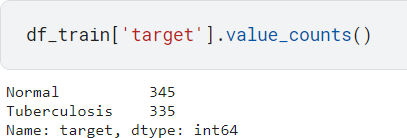 df_train['target'].value_counts()
Normal 345
Tuberculosis 335
Name: target, dtype: int64